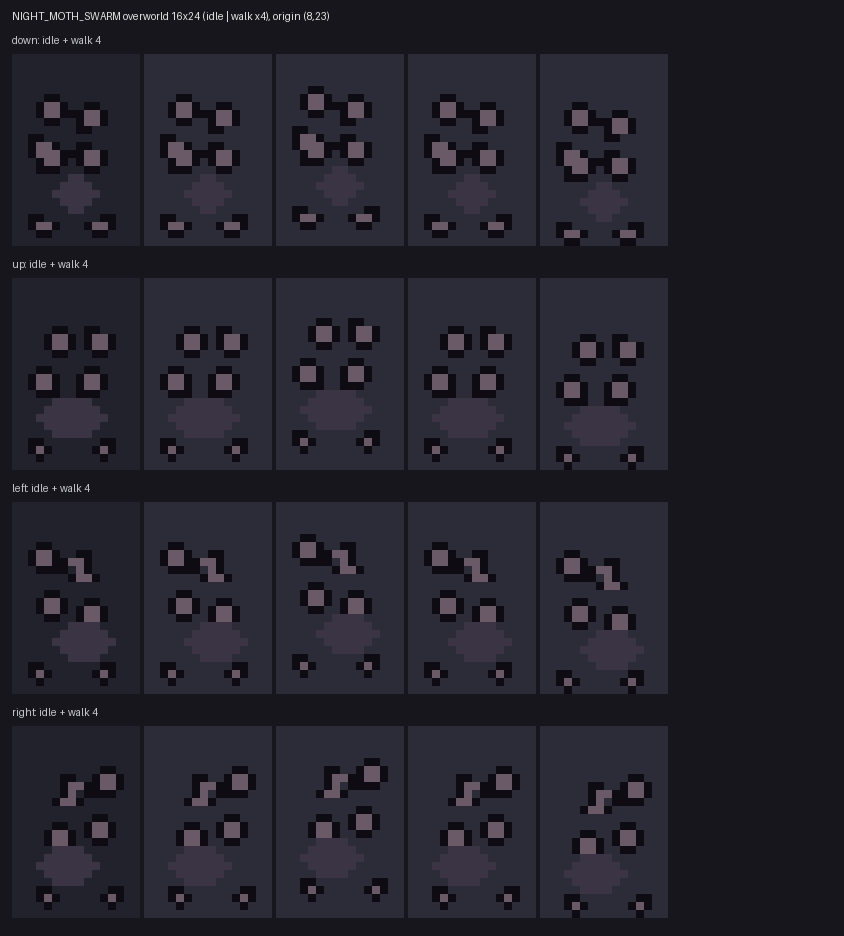 NIGHT_MOTH_SWARM overworld 16x24 (idle | walk x4), origin (8,23)
down: idle + walk 4
up: idle + walk 4
left: idle + walk 4
right: idle + walk 4